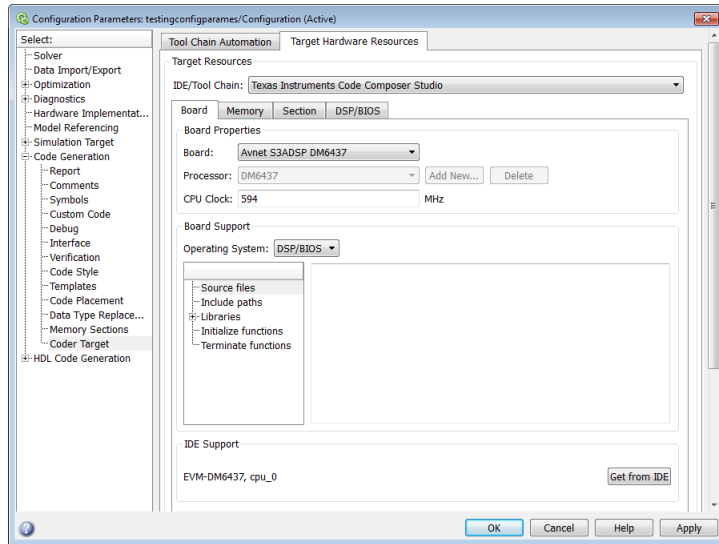 Configuration Parameters: testingconfigparames/Configuration (Active)
Select:
Solver
Data Import/Export
Optimization
Diagnostics
Hardware Implementat...
Model Referencing
Simulation Target
Code Generation
Report
Comments
Symbols
Custom Code
Debug
Interface
Verification
Code Style
Templates
Code Placement
Data Type Replace...
Memory Sections
Coder Target
HDL Code Generation
Tool Chain Automation Target Hardware Resources
Target Resources
IDE/Tool Chain: Texas Instruments Code Composer Studio
Board Memory Section DSP/BIOS
Board Properties
Board: Avnet S3ADSP DM6437
Processor: DM6437 Add New... Delete
CPU Clock: 594 MHz
Board Support
Operating System: DSP/BIOS
Source files
Include paths
Libraries
Initialize functions
Terminate functions
IDE Support
EVM-DM6437, cpu_0 Get from IDE
OK Cancel Help Apply